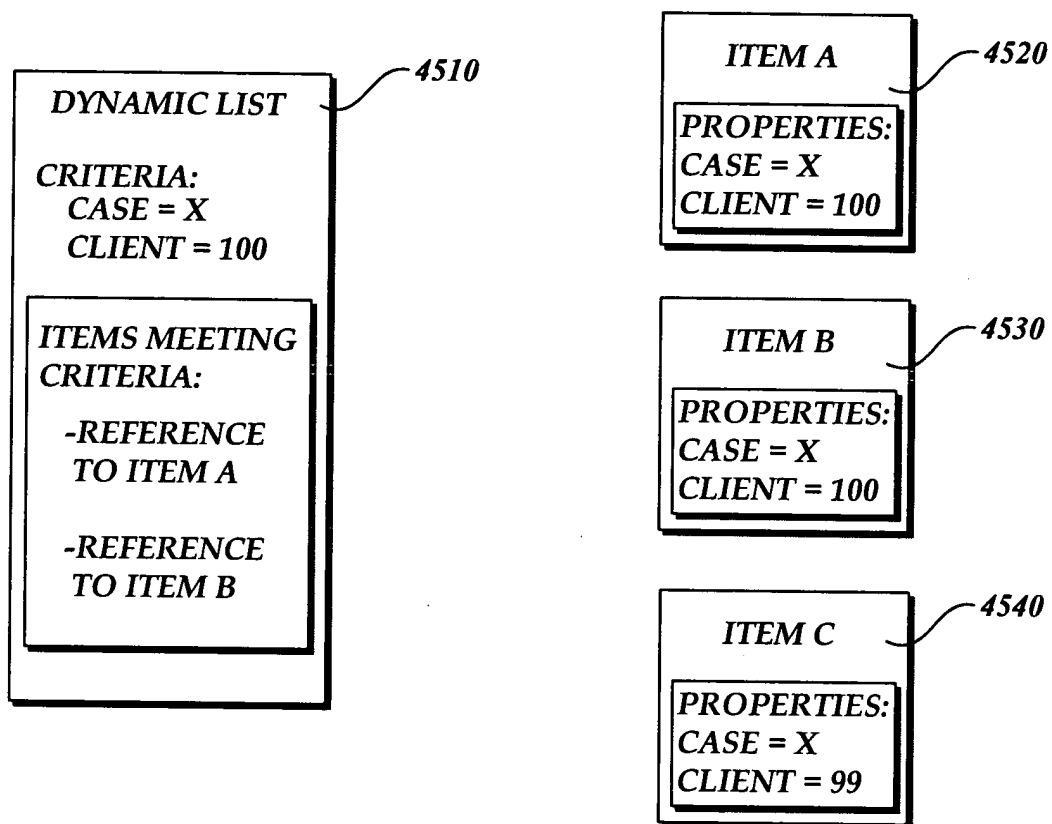 DYNAMIC LIST
4510
CRITERIA:
CASE = X
CLIENT = 100
ITEMS MEETING
CRITERIA:
-REFERENCE
TO ITEM A
-REFERENCE
TO ITEM B
ITEM A
4520
PROPERTIES:
CASE = X
CLIENT = 100
ITEM B
4530
PROPERTIES:
CASE = X
CLIENT = 100
ITEM C
4540
PROPERTIES:
CASE = X
CLIENT = 99